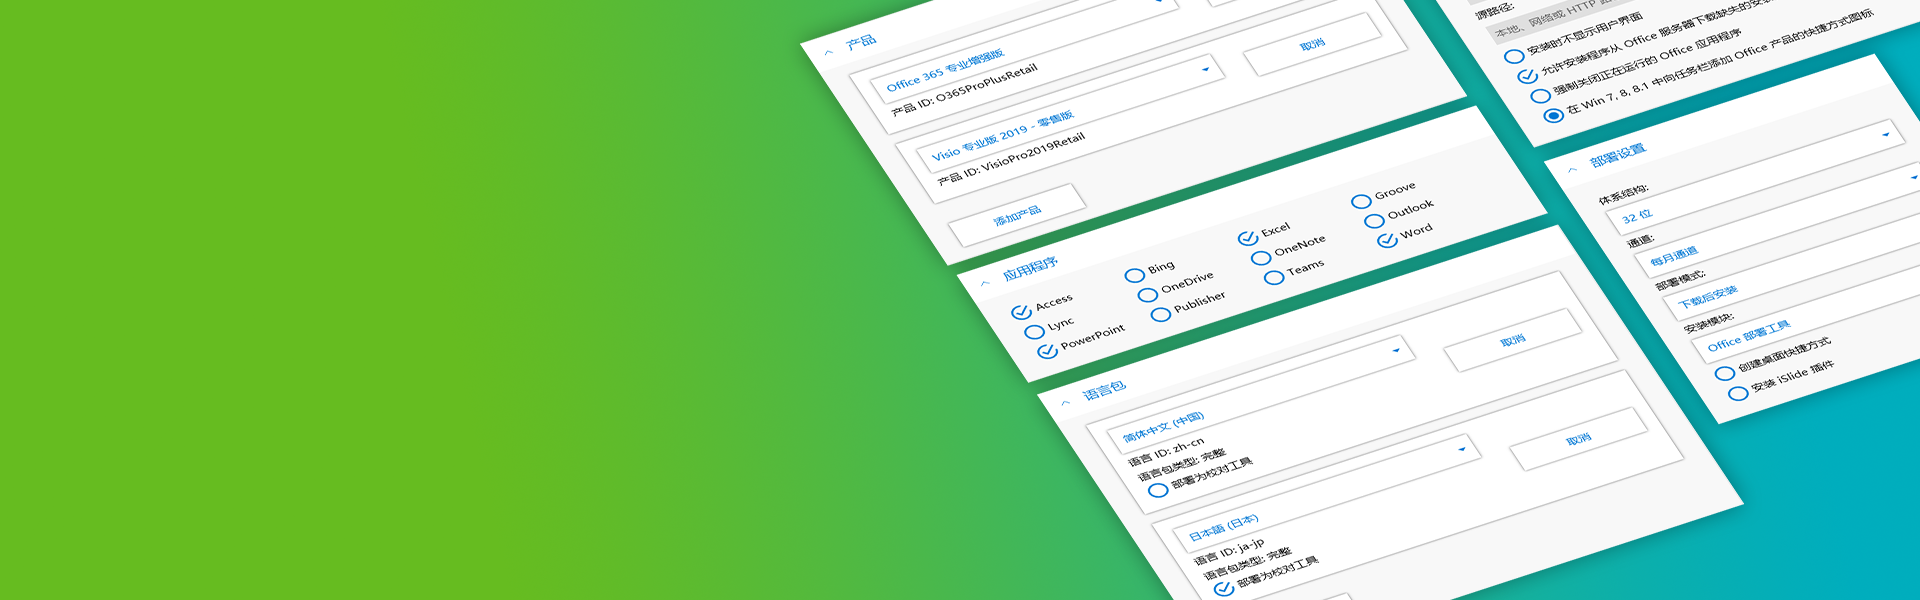 产品
Office 365 专业增强版
产品 ID: O365ProPlusRetail
取消
Visio 专业版 2019 - 零售版
产品 ID: VisioPro2019Retail
添加产品
应用程序
Access
Bing
Excel
Groove
Lync
OneDrive
OneNote
Outlook
PowerPoint
Publisher
Teams
Word
语言包
简体中文 (中国)
语言 ID: zh-cn
语言包类型: 完整
部署为校对工具
取消
日本語 (日本)
语言 ID: ja-jp
语言包类型: 完整
部署为校对工具
取消
源路径:
本地、网络或 HTTP
安装时不显示用户界面
允许安装程序从 Office 服务器下载缺失的安装
强制关闭正在运行的 Office 应用程序
在 Win 7, 8, 8.1 中向任务栏添加 Office 产品的快捷方式图标
部署设置
体系结构:
32 位
通道:
每月通道
部署模式:
下载后安装
安装模块:
Office 部署工具
创建桌面快捷方式
安装 iSlide 插件